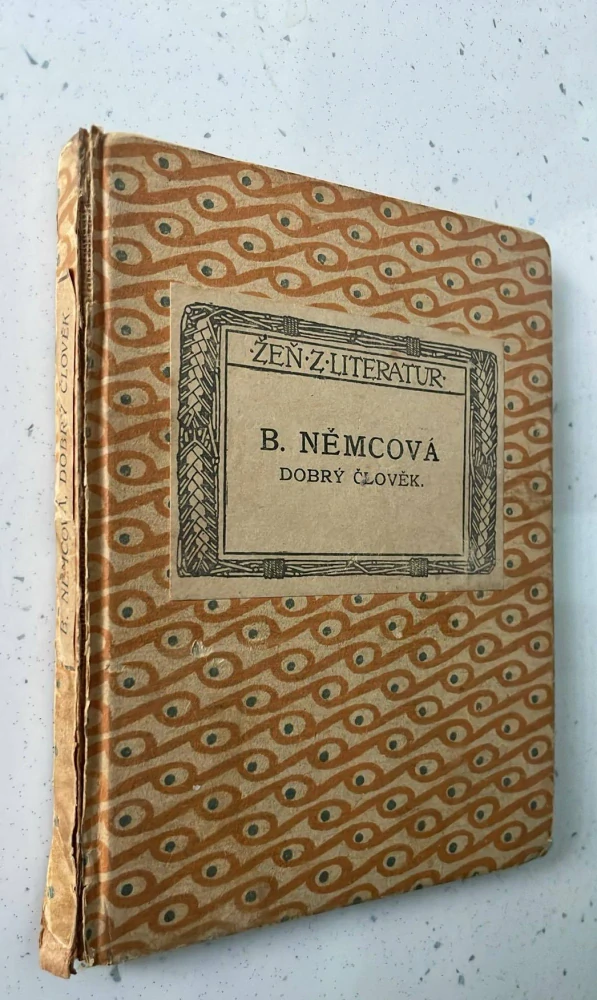 ·ŽEŇ·Z·LITERATUR·
B. NĚMCOVÁ
DOBRÝ ČLOVĚK.
B. NĚMCOVÁ, DOBRÝ ČLOVĚK